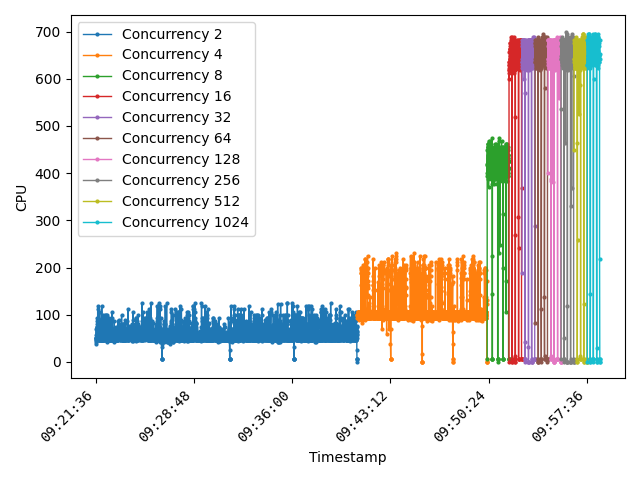 Concurrency 2
Concurrency 4
Concurrency 8
Concurrency 16
Concurrency 32
Concurrency 64
Concurrency 128
Concurrency 256
Concurrency 512
Concurrency 1024
700
600
500
400
300
200
100
0
CPU
09:21:36
09:28:48
09:36:00
09:43:12
09:50:24
09:57:36
Timestamp